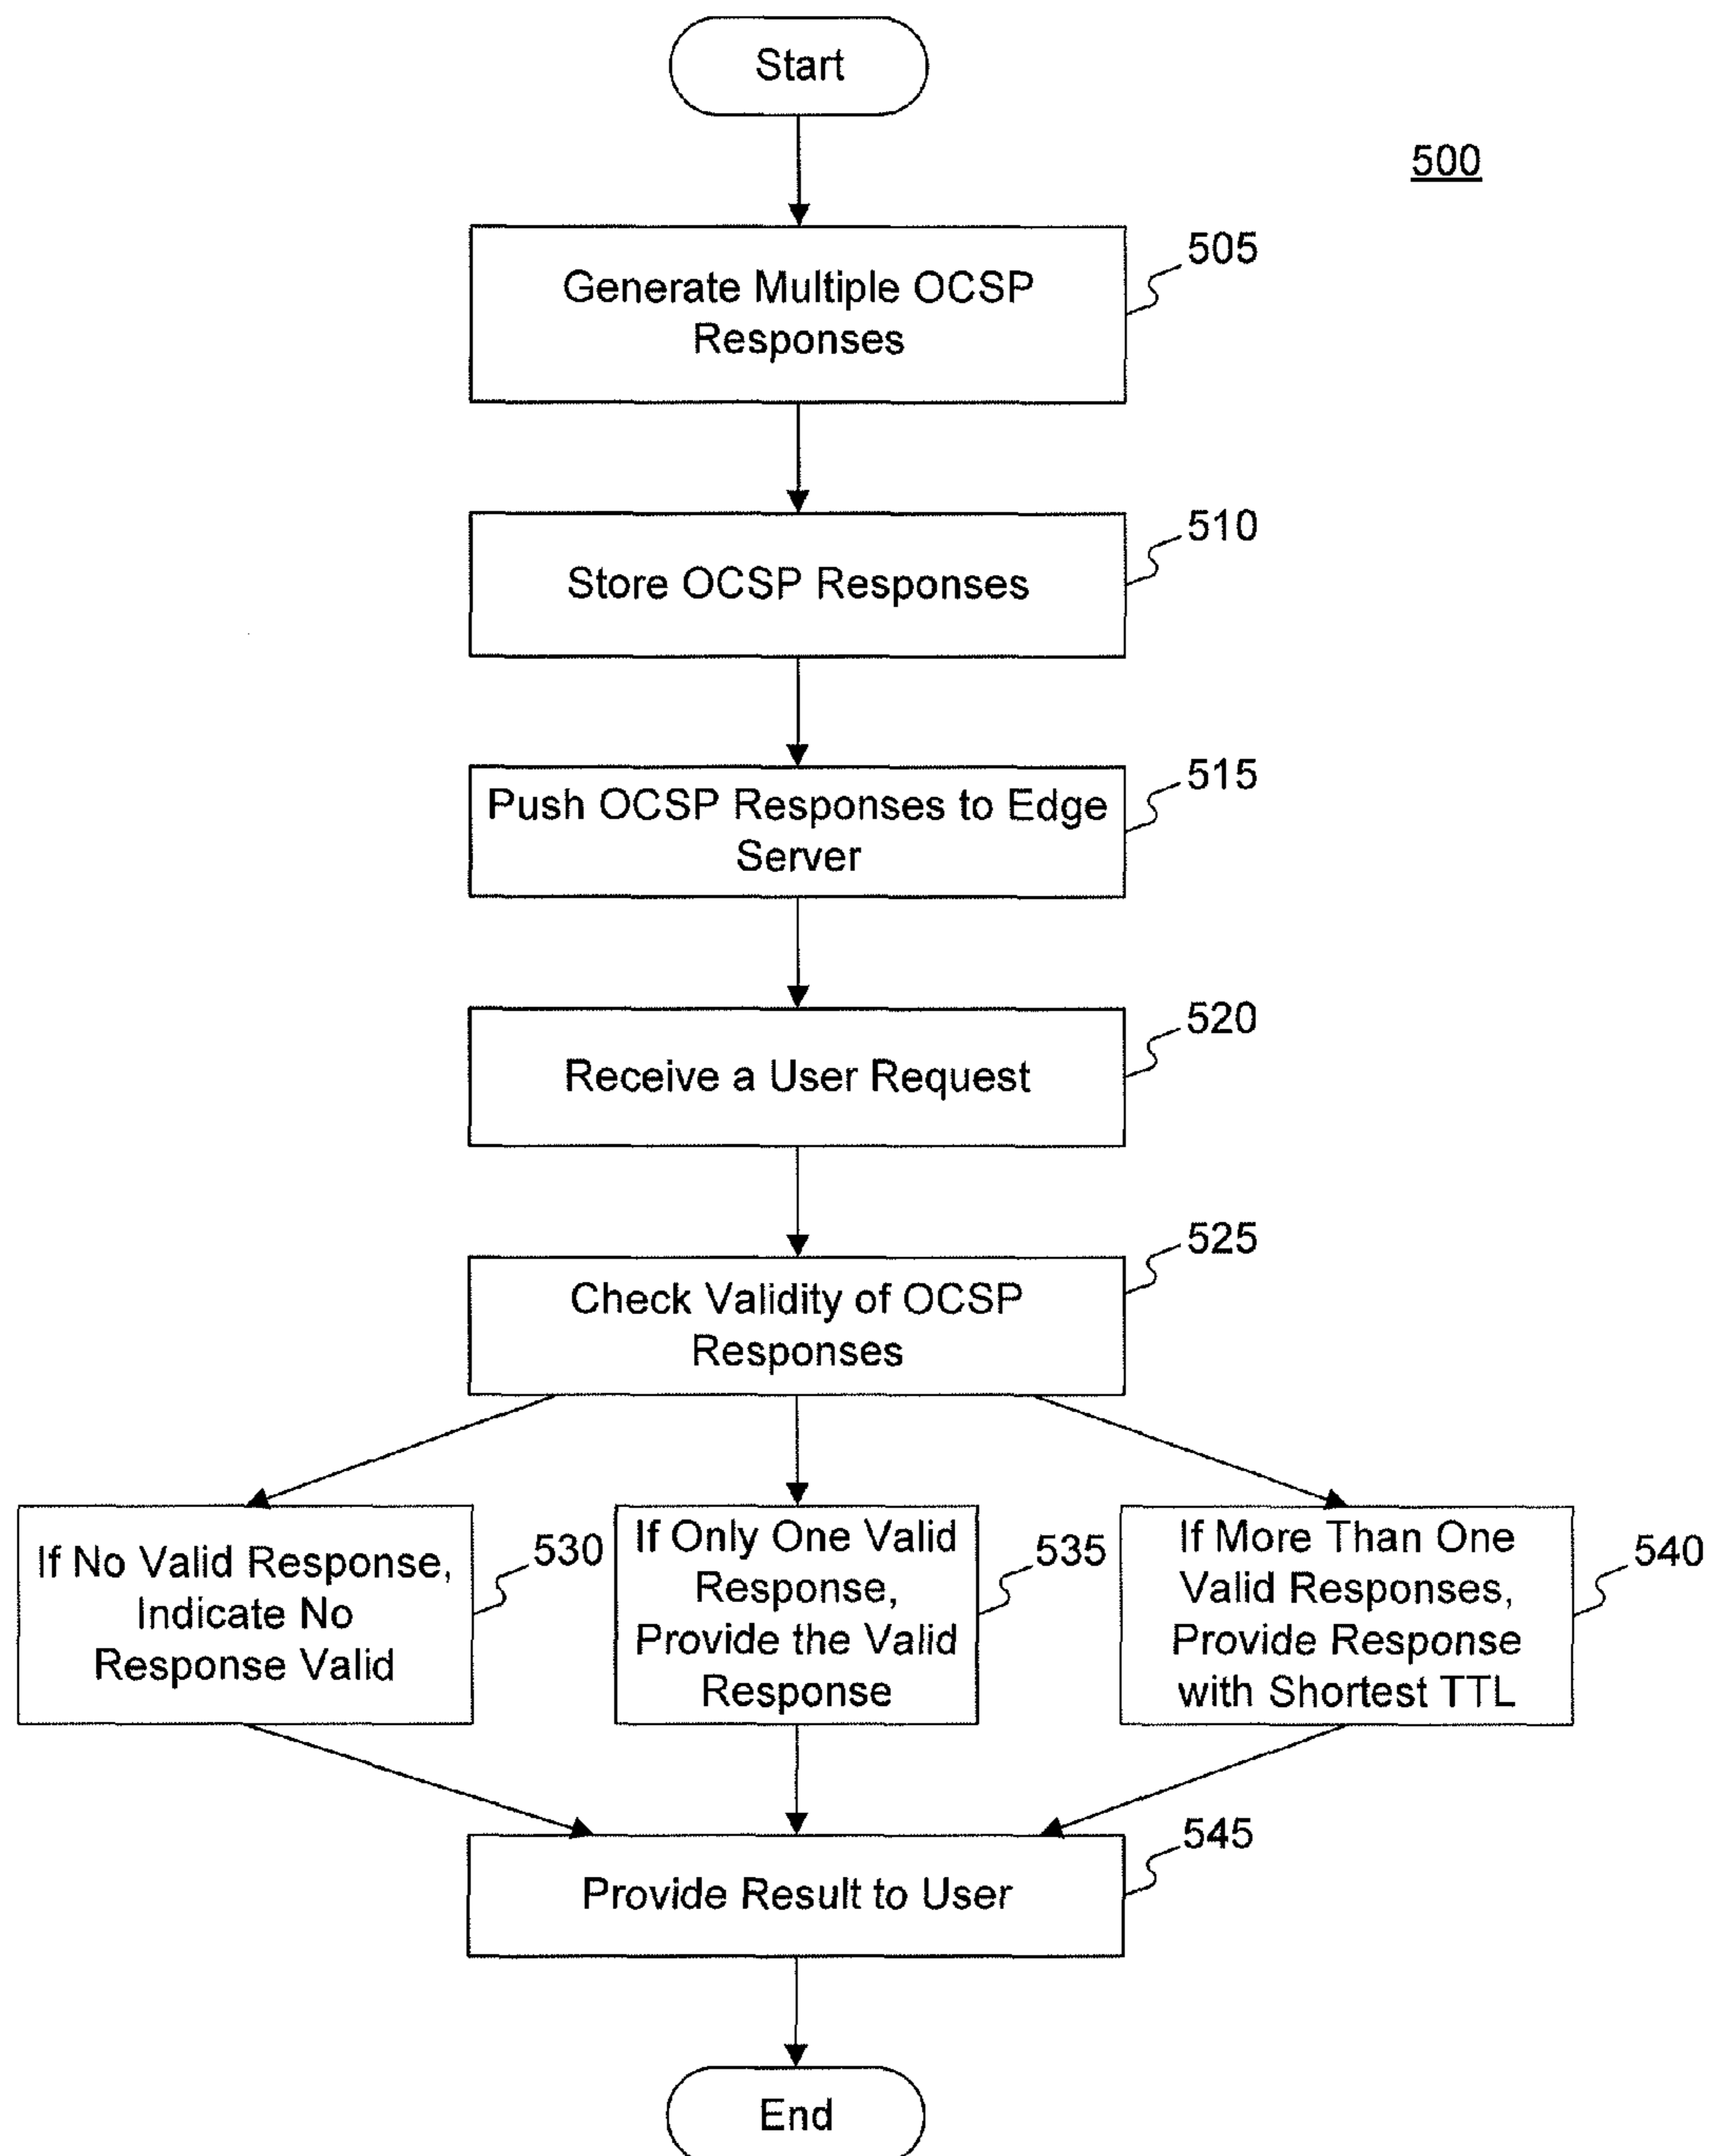 Start
500
505
Generate Multiple OCSP
Responses
510
Store OCSP Responses
515
Push OCSP Responses to Edge
Server
520
Receive a User Request
525
Check Validity of OCSP
Responses
If No Valid Response,
Indicate No
Response Valid
530
If Only One Valid
Response,
Provide the Valid
Response
535
If More Than One
Valid Responses,
Provide Response
with Shortest TTL
540
545
Provide Result to User
End